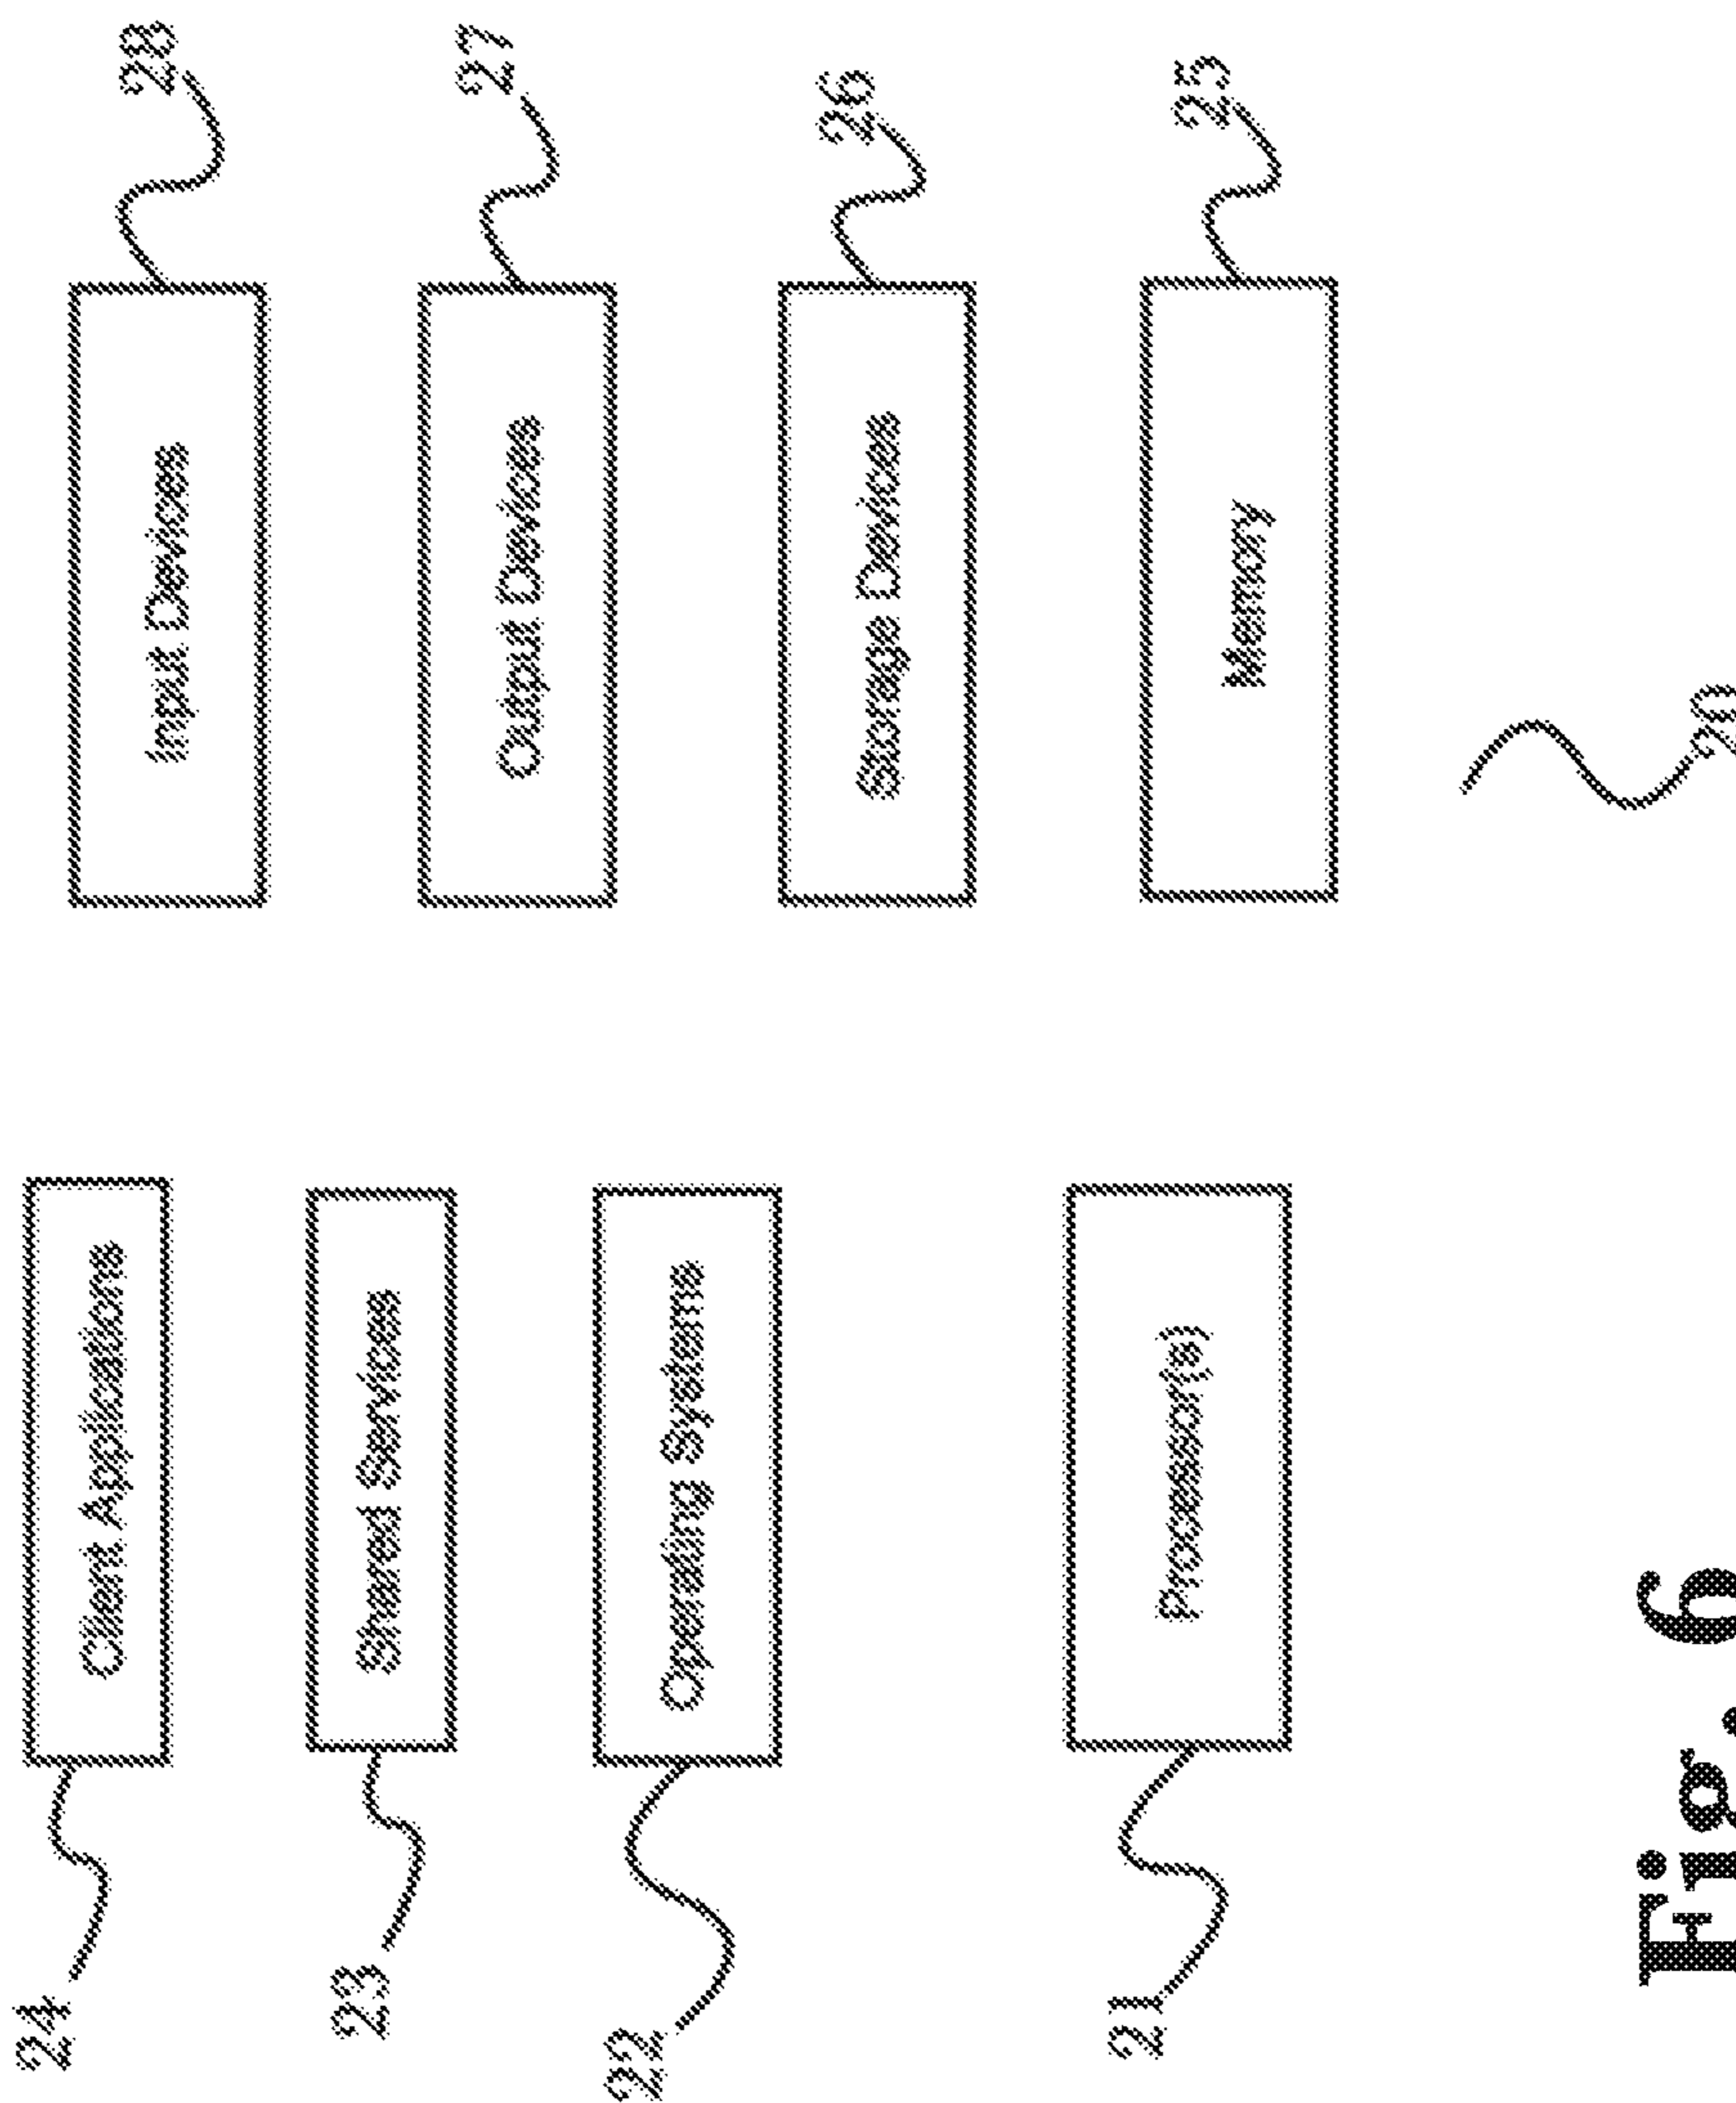 24
Client Applications
Input Devices
28
23
Shared Services
Output Devices
27
22
Operating Systems
Storage Devices
26
21
Processor(s)
Memory
25
20
Fig. 6